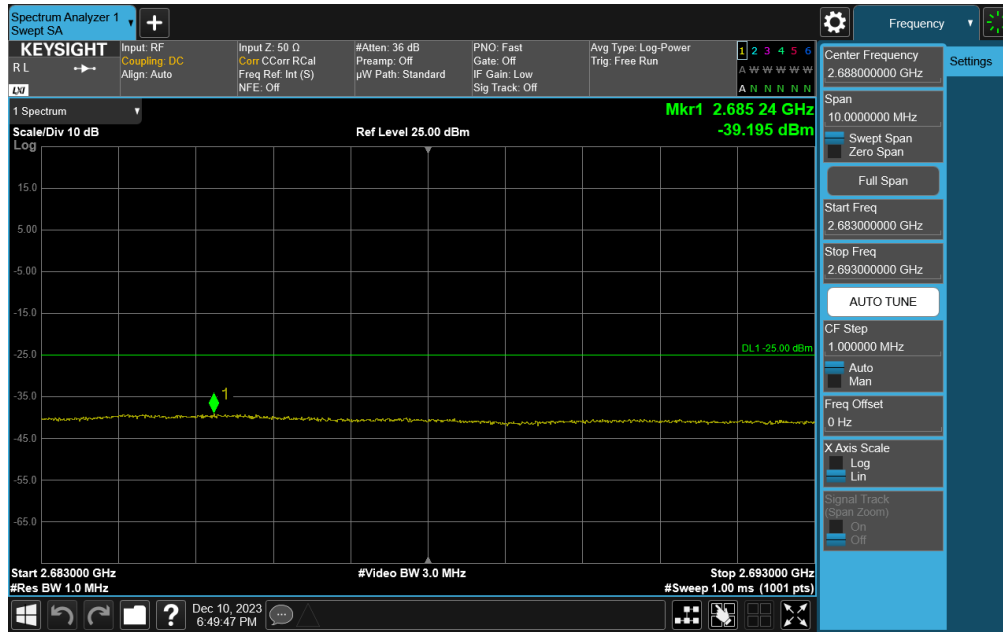 Spectrum Analyzer 1
Swept SA
Frequency
KEYSIGHT
RL
LXI
Input: RF
Coupling: DC
Align: Auto
Input Z: 50 Ω
Corr CCorr RCal
Freq Ref: Int (S)
NFE: Off
#Atten: 36 dB
Preamp: Off
µW Path: Standard
PNO: Fast
Gate: Off
IF Gain: Low
Sig Track: Off
Avg Type: Log-Power
Trig: Free Run
1 2 3 4 5 6
A W W W W W
A N N N N N
1 Spectrum
Scale/Div 10 dB
Log
Ref Level 25.00 dBm
Mkr1 2.685 24 GHz
-39.195 dBm
15.0
5.00
-5.00
-15.0
-25.0
-35.0
-45.0
-55.0
-65.0
DL1 -25.00 dBm
1
Start 2.683000 GHz
#Res BW 1.0 MHz
#Video BW 3.0 MHz
Stop 2.693000 GHz
#Sweep 1.00 ms (1001 pts)
Center Frequency
2.688000000 GHz
Settings
Span
10.0000000 MHz
Swept Span
Zero Span
Full Span
Start Freq
2.683000000 GHz
Stop Freq
2.693000000 GHz
AUTO TUNE
CF Step
1.000000 MHz
Auto
Man
Freq Offset
0 Hz
X Axis Scale
Log
Lin
Signal Track
(Span Zoom)
On
Off
?
Dec 10, 2023
6:49:47 PM